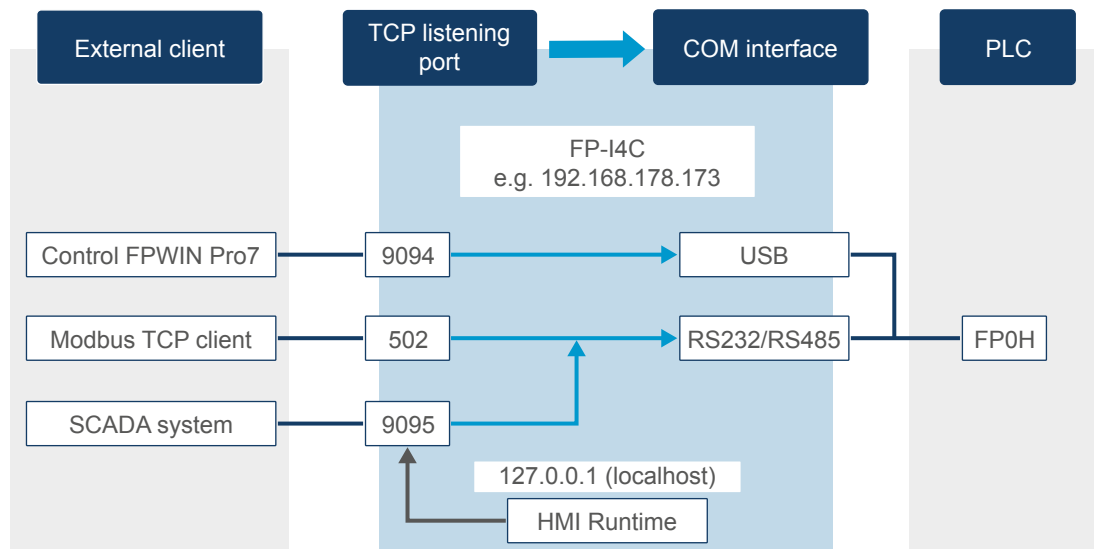 External client
TCP listening
port
COM interface
PLC
FP-I4C
e.g. 192.168.178.173
Control FPWIN Pro7
9094
USB
Modbus TCP client
502
RS232/RS485
FP0H
SCADA system
9095
127.0.0.1 (localhost)
HMI Runtime